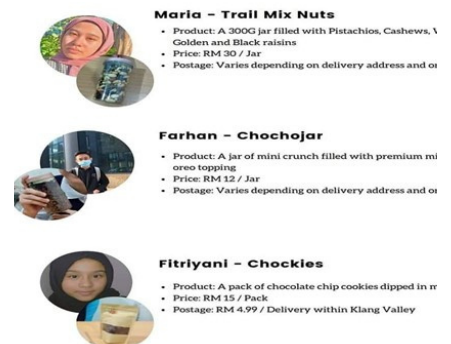 Maria - Trail Mix Nuts
• Product: A 300G jar filled with Pistachios, Cashews,
Golden and Black raisins
• Price: RM 30 / Jar
• Postage: Varies depending on delivery address and
Farhan - Chochojar
• Product: A jar of mini crunch filled with premium
oreo topping
• Price: RM 12 / Jar
• Postage: Varies depending on delivery address and
Fitriyani - Chockies
• Product: A pack of chocolate chip cookies dipped in
• Price: RM 15 / Pack
• Postage: RM 4.99 / Delivery within Klang Valley